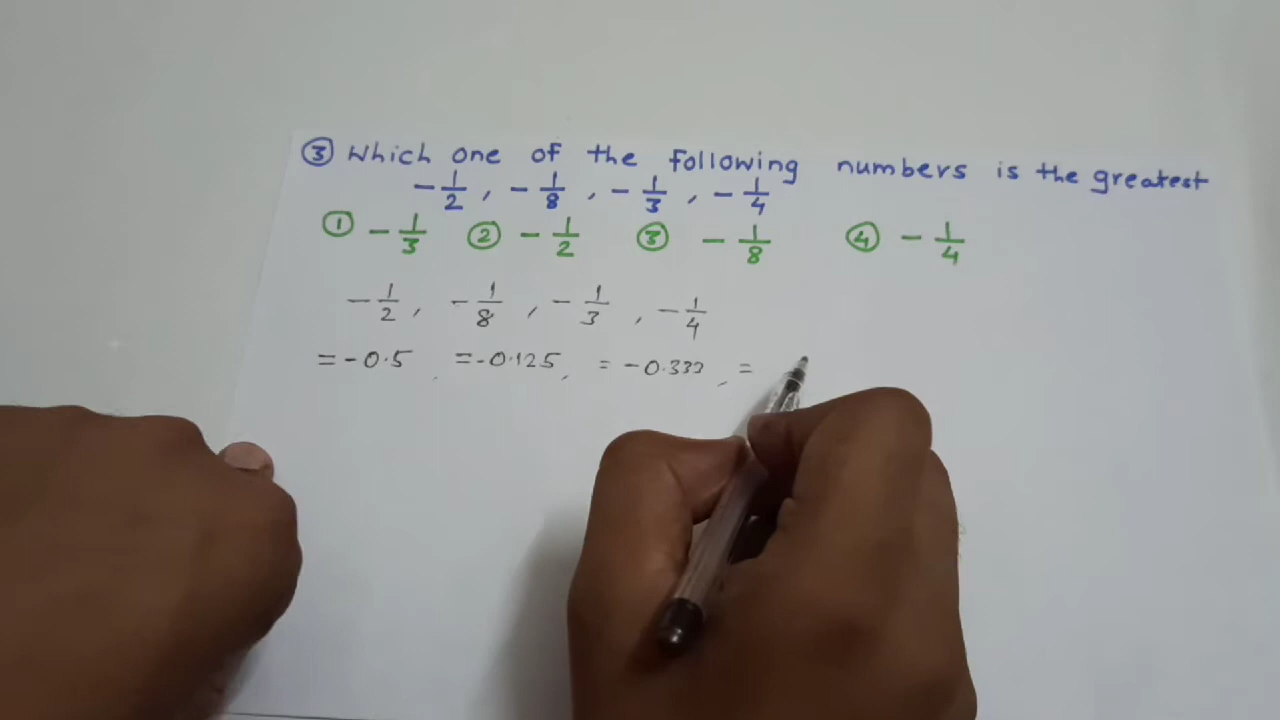 ③ Which one of the following numbers is the greatest
-1/2, -1/8, -1/3, -1/4
① -1/3 ② -1/2 ③ -1/8 ④ -1/4
-1/2, -1/8, -1/3, -1/4
= -0.5, = -0.125, = -0.333, =